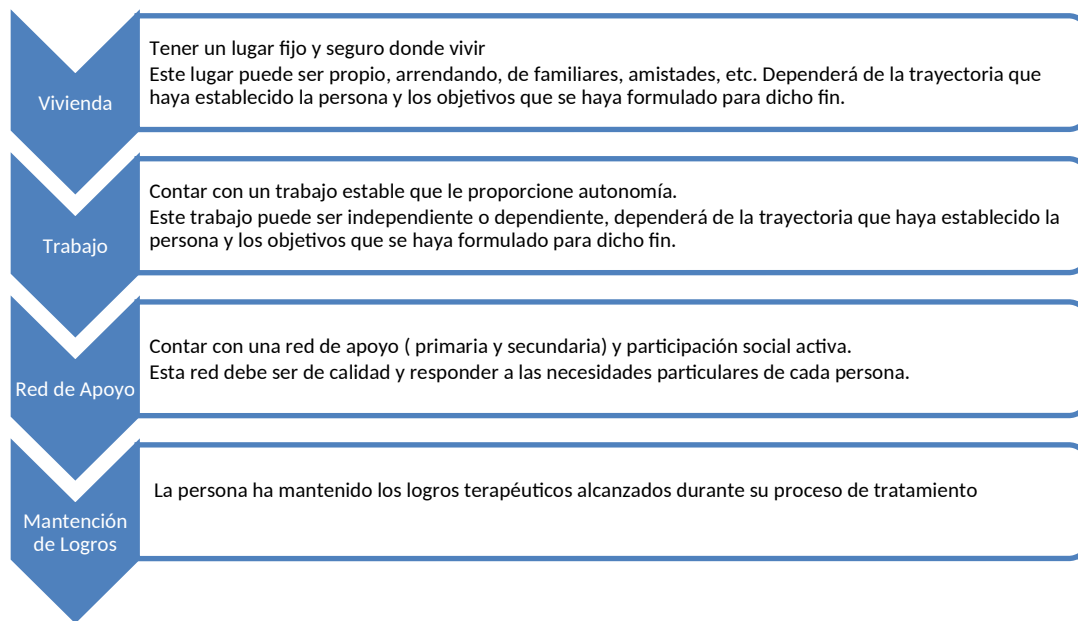 Vivienda
Tener un lugar fijo y seguro donde vivir
Este lugar puede ser propio, arrendando, de familiares, amistades, etc. Dependerá de la trayectoria que
haya establecido la persona y los objetivos que se haya formulado para dicho fin.
Trabajo
Contar con un trabajo estable que le proporcione autonomía.
Este trabajo puede ser independiente o dependiente, dependerá de la trayectoria que haya establecido la
persona y los objetivos que se haya formulado para dicho fin.
Red de Apoyo
Contar con una red de apoyo ( primaria y secundaria) y participación social activa.
Esta red debe ser de calidad y responder a las necesidades particulares de cada persona.
Mantención
de Logros
La persona ha mantenido los logros terapéuticos alcanzados durante su proceso de tratamiento